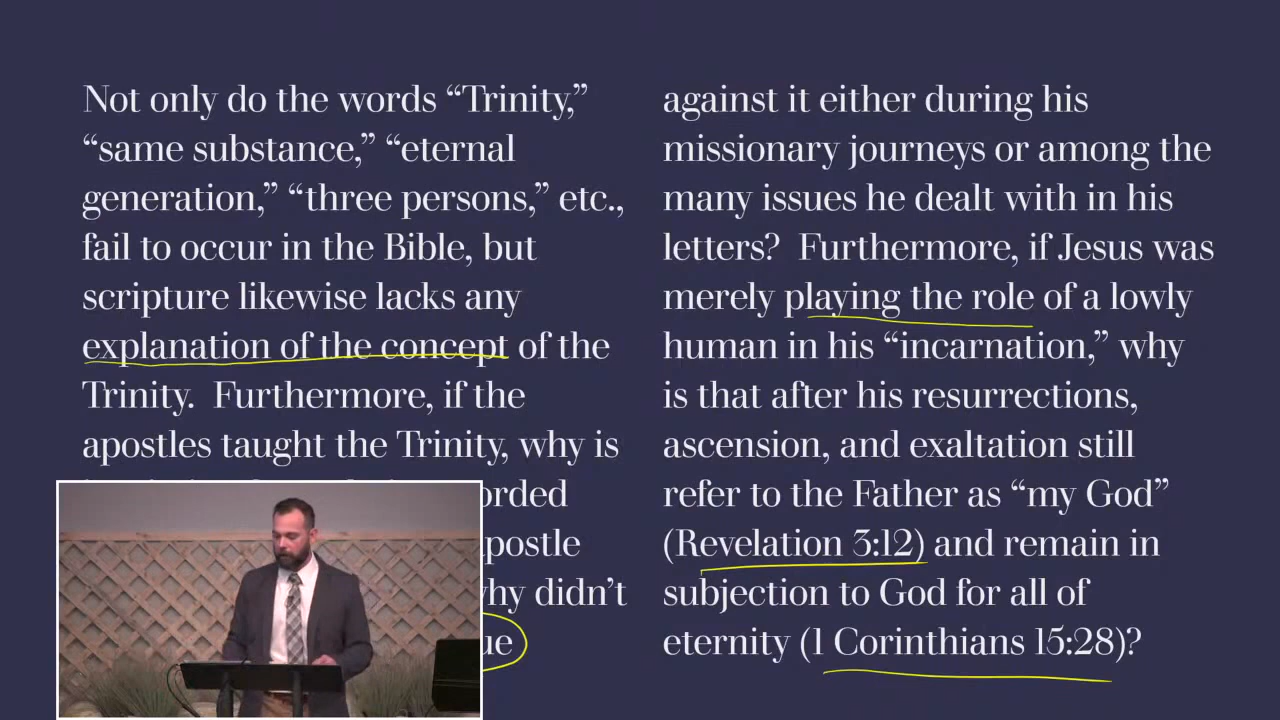 Not only do the words “Trinity,”
“same substance,” “eternal
generation,” “three persons,” etc.,
fail to occur in the Bible, but
scripture likewise lacks any
explanation of the concept of the
Trinity.  Furthermore, if the
apostles taught the Trinity, why is
why didn’t
against it either during his
missionary journeys or among the
many issues he dealt with in his
letters?  Furthermore, if Jesus was
merely playing the role of a lowly
human in his “incarnation,” why
is that after his resurrections,
ascension, and exaltation still
refer to the Father as “my God”
(Revelation 3:12) and remain in
subjection to God for all of
eternity (1 Corinthians 15:28)?